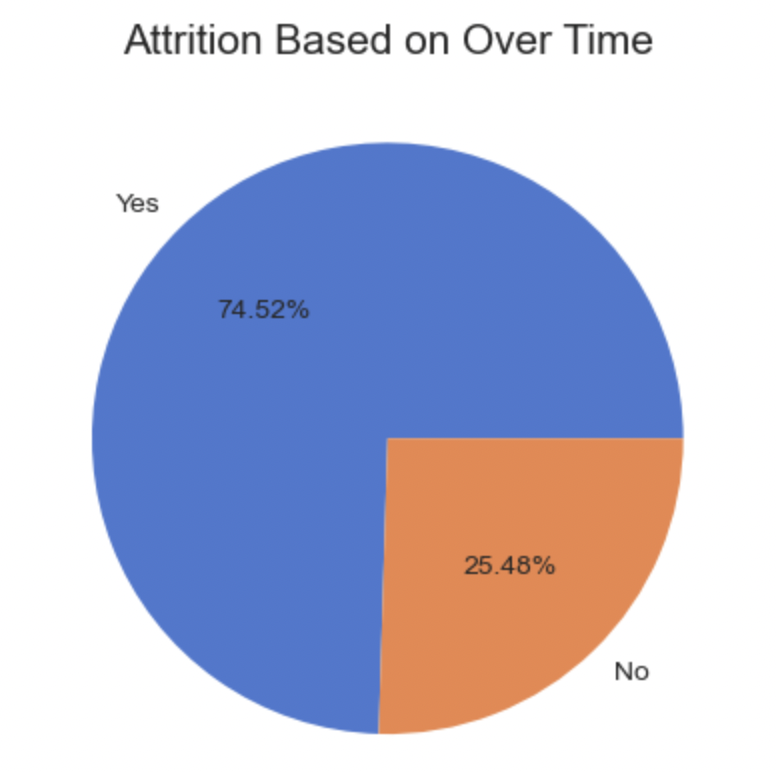 Attrition Based on Over Time
Yes
74.52%
25.48%
No